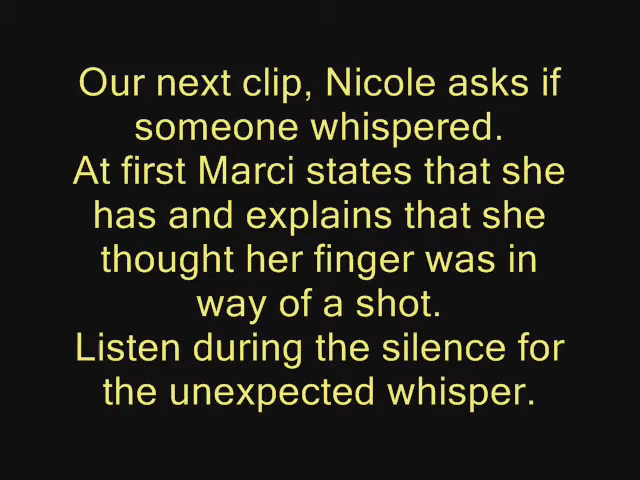 Our next clip, Nicole asks if
someone whispered.
At first Marci states that she
has and explains that she
thought her finger was in
way of a shot.
Listen during the silence for
the unexpected whisper.